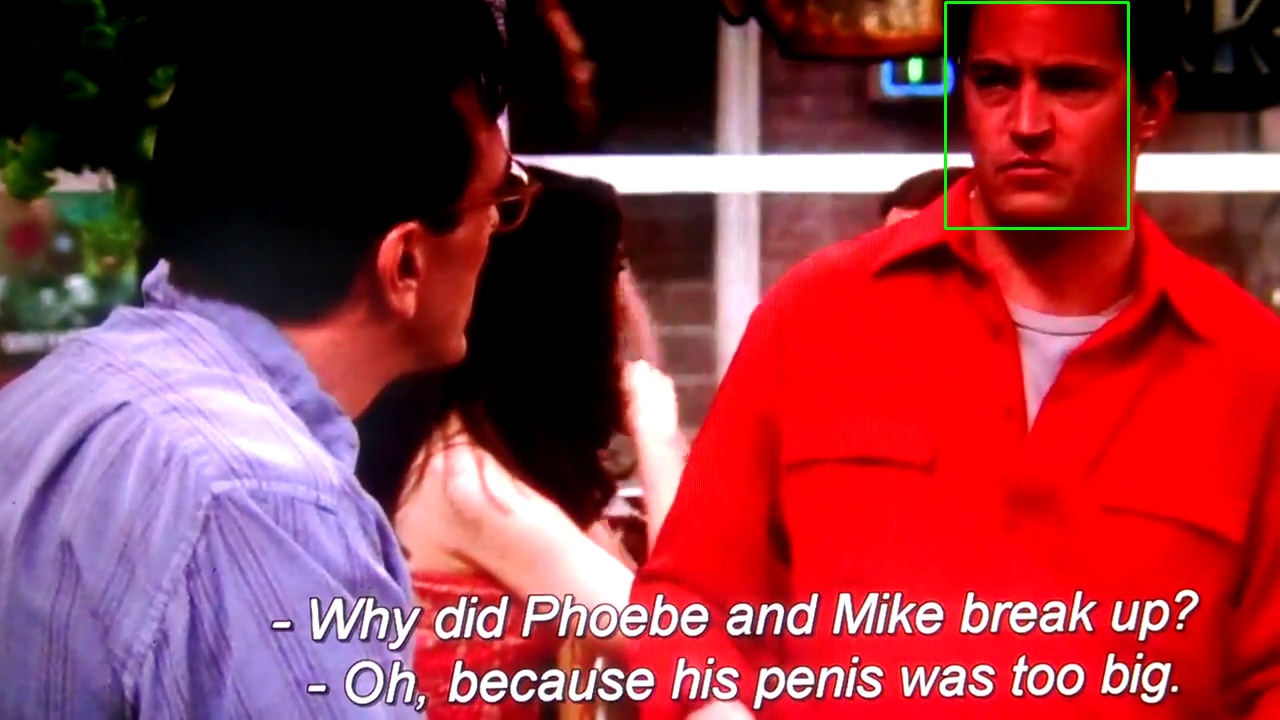 - Why did Phoebe and Mike break up?
- Oh, because his penis was too big.